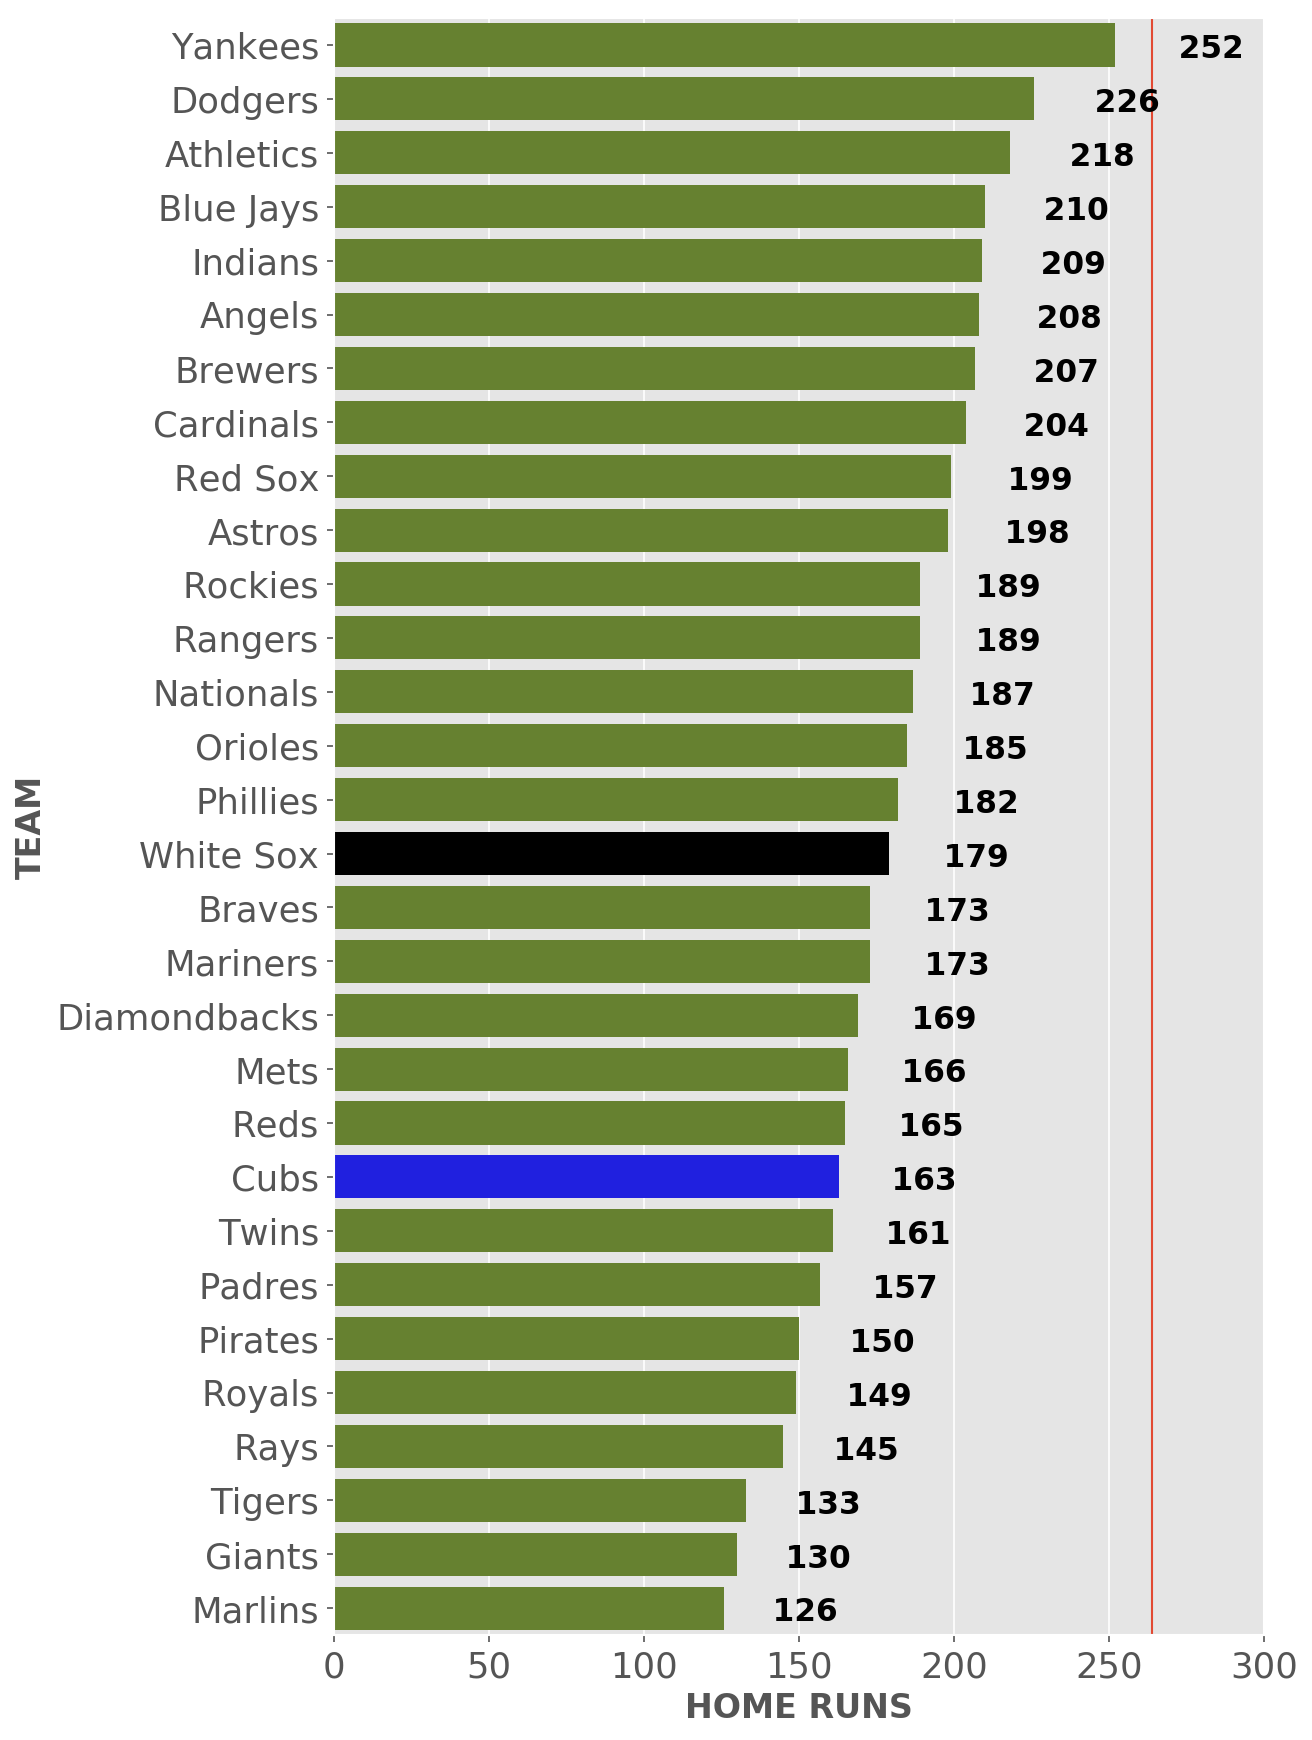 Yankees 252
Dodgers 226
Athletics 218
Blue Jays 210
Indians 209
Angels 208
Brewers 207
Cardinals 204
Red Sox 199
Astros 198
Rockies 189
Rangers 189
Nationals 187
Orioles 185
Phillies 182
White Sox 179
Braves 173
Mariners 173
Diamondbacks 169
Mets 166
Reds 165
Cubs 163
Twins 161
Padres 157
Pirates 150
Royals 149
Rays 145
Tigers 133
Giants 130
Marlins 126
TEAM
0 50 100 150 200 250 300
HOME RUNS